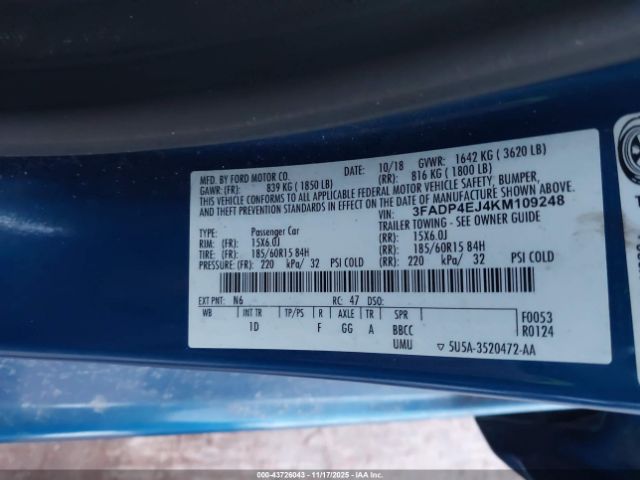 MFD. BY FORD MOTOR CO. DATE: 10/18 GVWR: 1642 KG ( 3620 LB)
GAWR: (FR): 839 KG ( 1850 LB) (RR): 816 KG ( 1800 LB)
THIS VEHICLE CONFORMS TO ALL APPLICABLE FEDERAL MOTOR VEHICLE SAFETY, BUMPER,
AND THEFT PREVENTION STANDARDS IN EFFECT ON THE DATE OF MANUFACTURE SHOWN ABOVE.
VIN: 3FADP4EJ4KM109248
TYPE: Passenger Car TRAILER TOWING - SEE OWNER GUIDE
RIM: (FR): 15X6.0J (RR): 15X6.0J
TIRE: (FR): 185/60R15 84H (RR): 185/60R15 84H
PRESSURE: (FR): 220 kPa/ 32 PSI COLD (RR): 220 kPa/ 32 PSI COLD
EXT PNT: N6 RC: 47 DSO:
WB INT TR TP/PS R AXLE TR SPR F0053
1D F GG A BBCC R0124
UMU ▽ 5U5A-3520472-AA
000-43726043 - 11/17/2025 - IAAI.COM